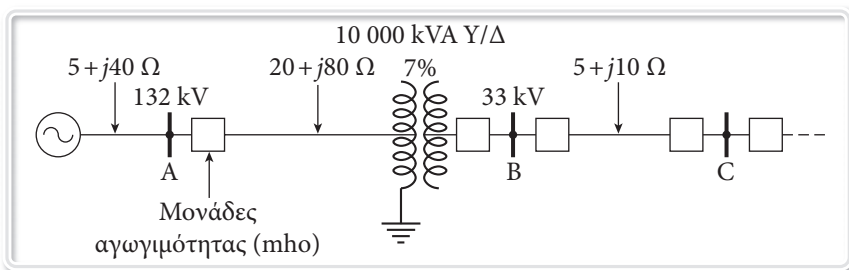 10 000 kVA Y/Δ
5+j40 Ω 20+j80 Ω 7% 5+j10 Ω
132 kV 33 kV
A B C
Μονάδες
αγωγιμότητας (mho)